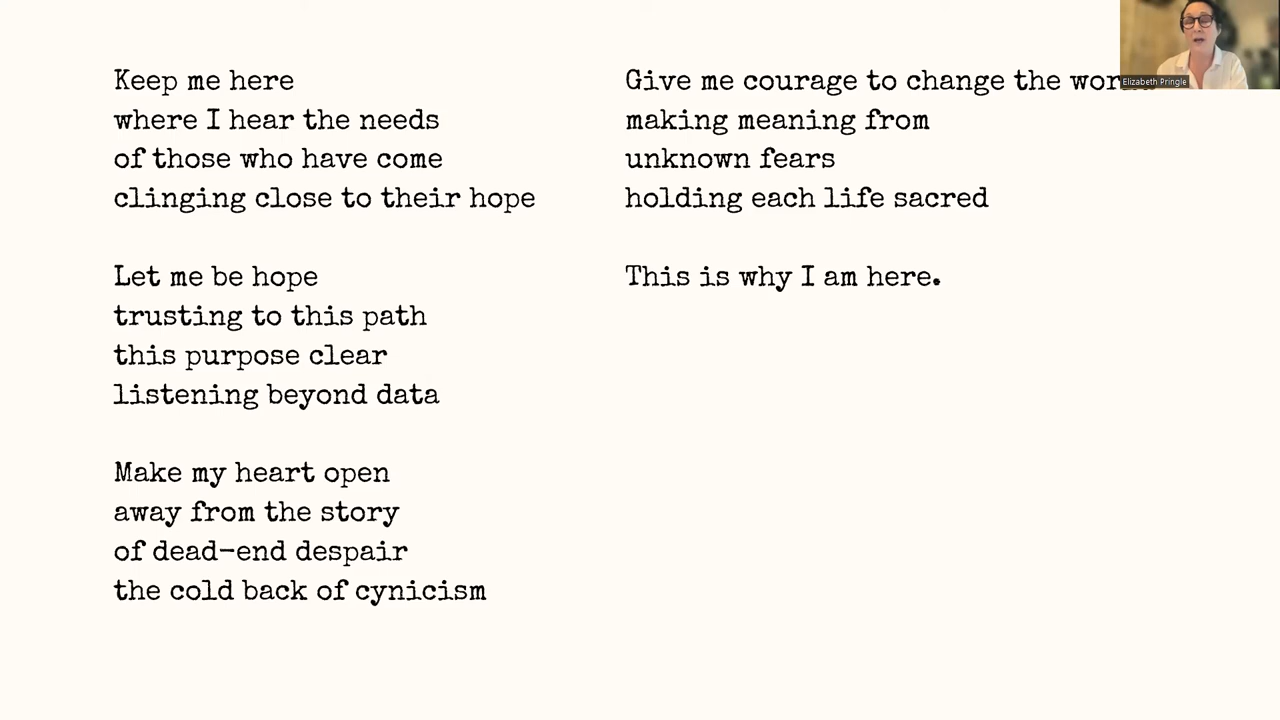 Keep me here
where I hear the needs
of those who have come
clinging close to their hope
Let me be hope
trusting to this path
this purpose clear
listening beyond data
Make my heart open
away from the story
of dead-end despair
the cold back of cynicism
Give me courage to change the
making meaning from
unknown fears
holding each life sacred
This is why I am here.
Elizabeth Pringle